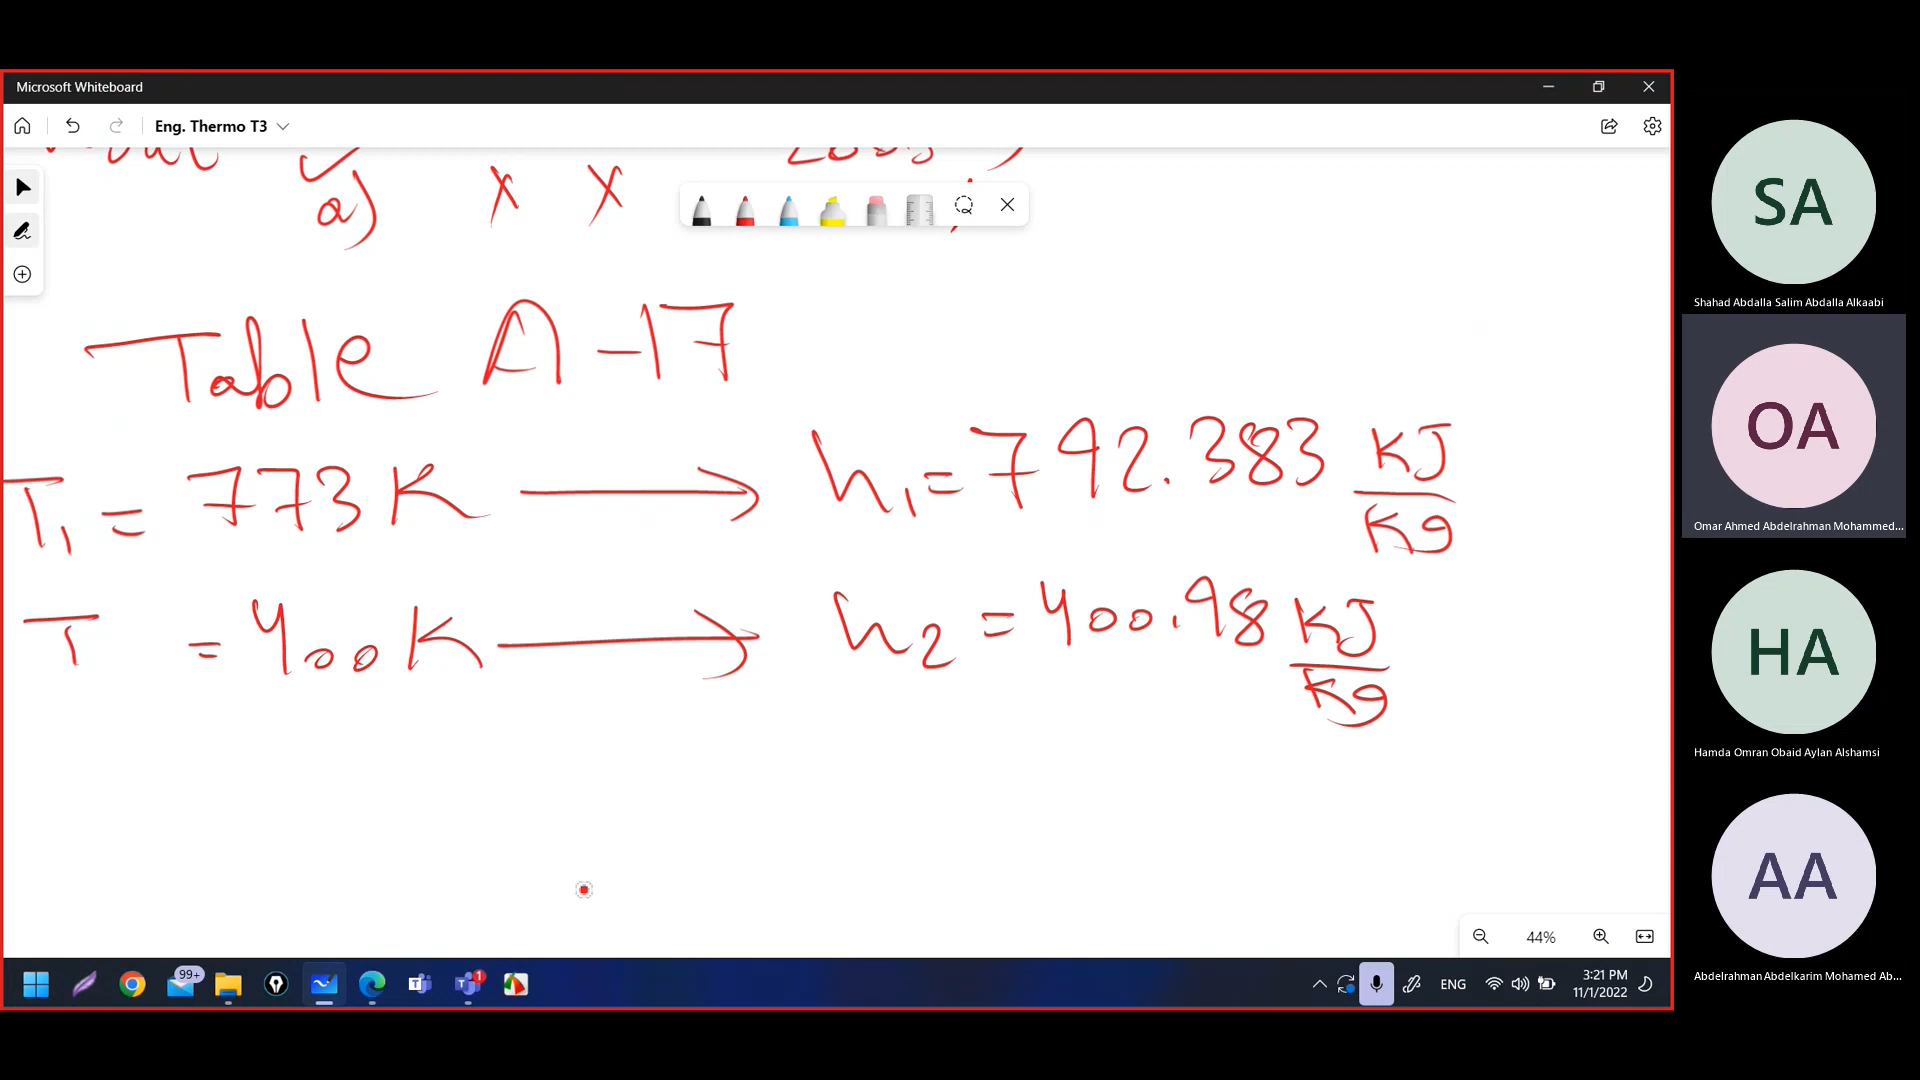 Microsoft Whiteboard
Eng. Thermo T3
a) X X
Table A-17
T1 = 773 K → h1 = 792.383 KJ/Kg
T = 400 K → h2 = 400.98 KJ/Kg
44%
SA
Shahad Abdalla Salim Abdalla Alkaabi
OA
Omar Ahmed Abdelrahman Mohammed...
HA
Hamda Omran Obaid Aylan Alshamsi
AA
Abdelrahman Abdelkarim Mohamed Ab...
99+
1
ENG
3:21 PM
11/1/2022